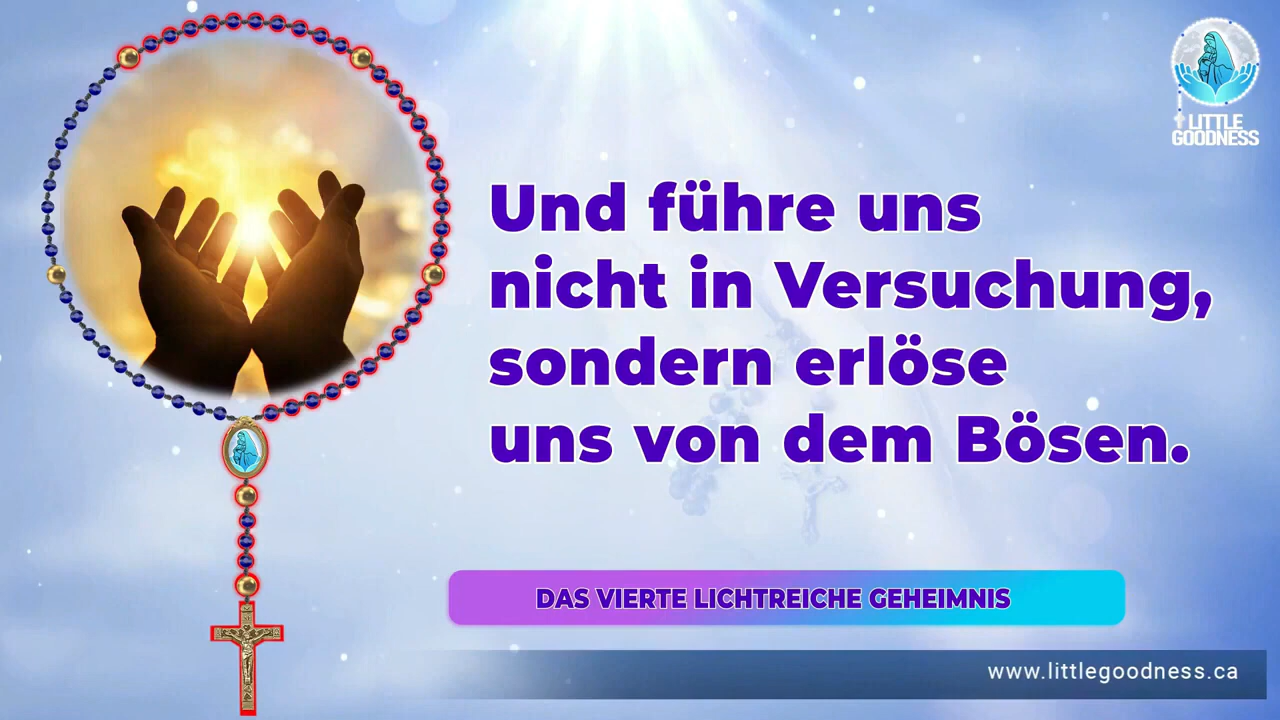 LITTLE
GOODNESS
Und führe uns
nicht in Versuchung,
sondern erlöse
uns von dem Bösen.
DAS VIERTE LICHTREICHE GEHEIMNIS
www.littlegoodness.ca